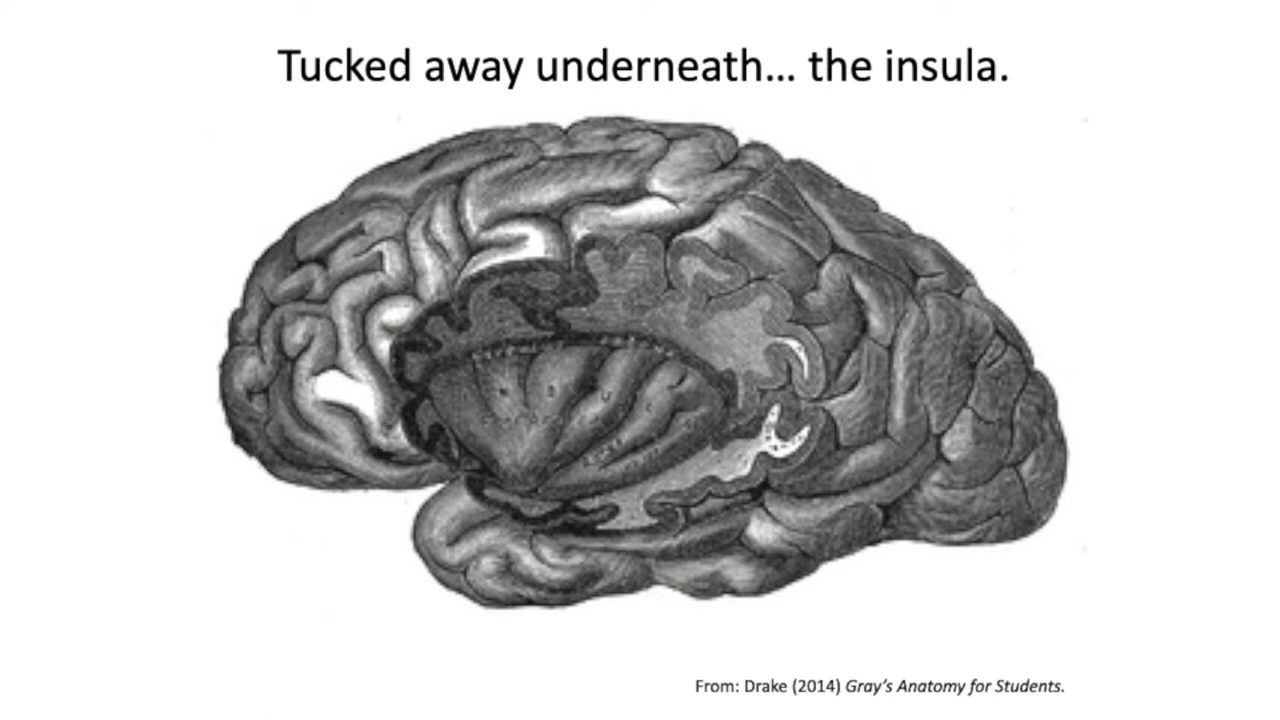 Tucked away underneath... the insula.
From: Drake (2014) Gray's Anatomy for Students.